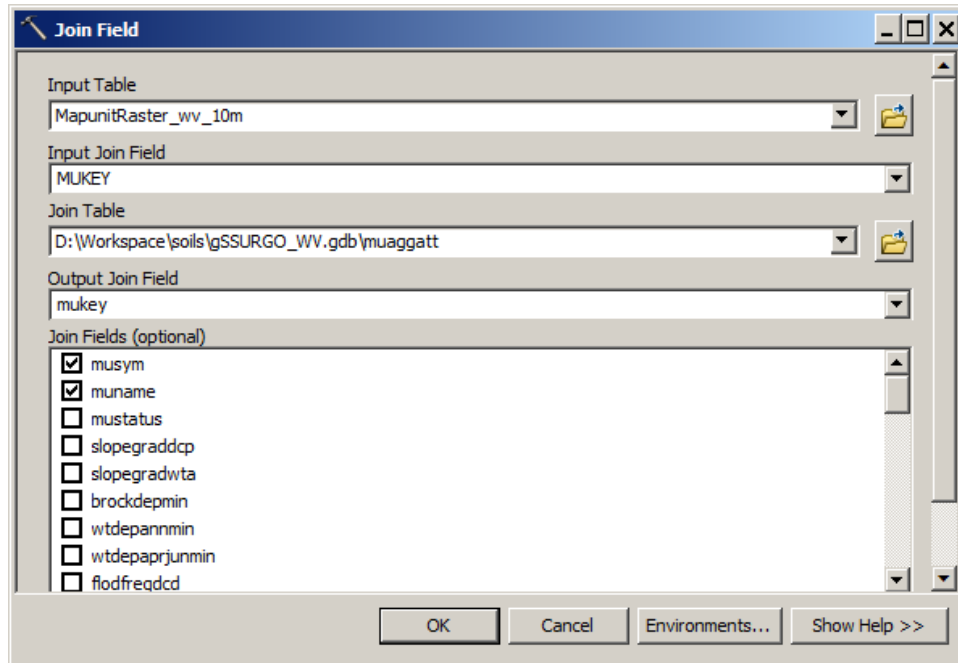 Join Field
Input Table
MapunitRaster_wv_10m
Input Join Field
MUKEY
Join Table
D:\Workspace\soils\gSSURGO_WV.gdb\muaggatt
Output Join Field
mukey
Join Fields (optional)
musym
muname
mustatus
slopegraddcp
slopegradwta
brockdepmin
wtdepannmin
wtdepaprjunmin
flodfreqdcd
OK Cancel Environments... Show Help >>